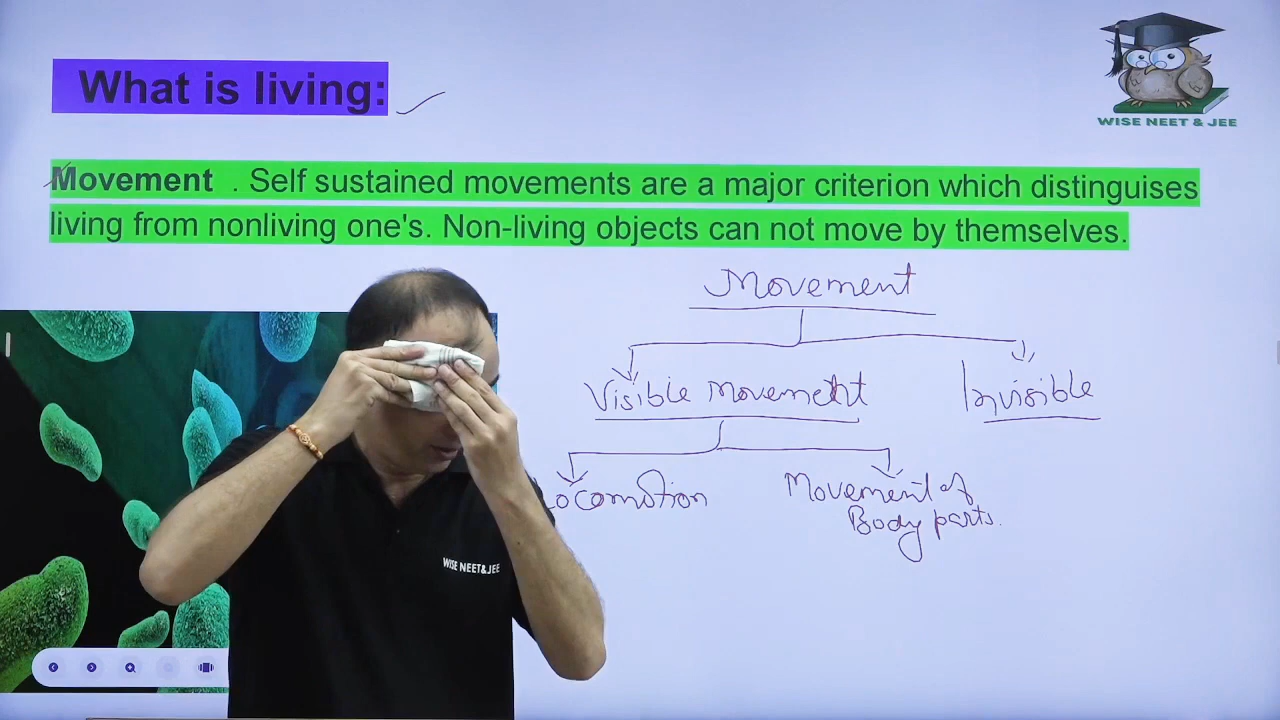 What is living:
WISE NEET & JEE
Movement . Self sustained movements are a major criterion which distinguises
living from nonliving one's. Non-living objects can not move by themselves.
Movement
Visible Movement
Invisible
Locomotion
Movement of
Body parts.
WISE NEET&JEE